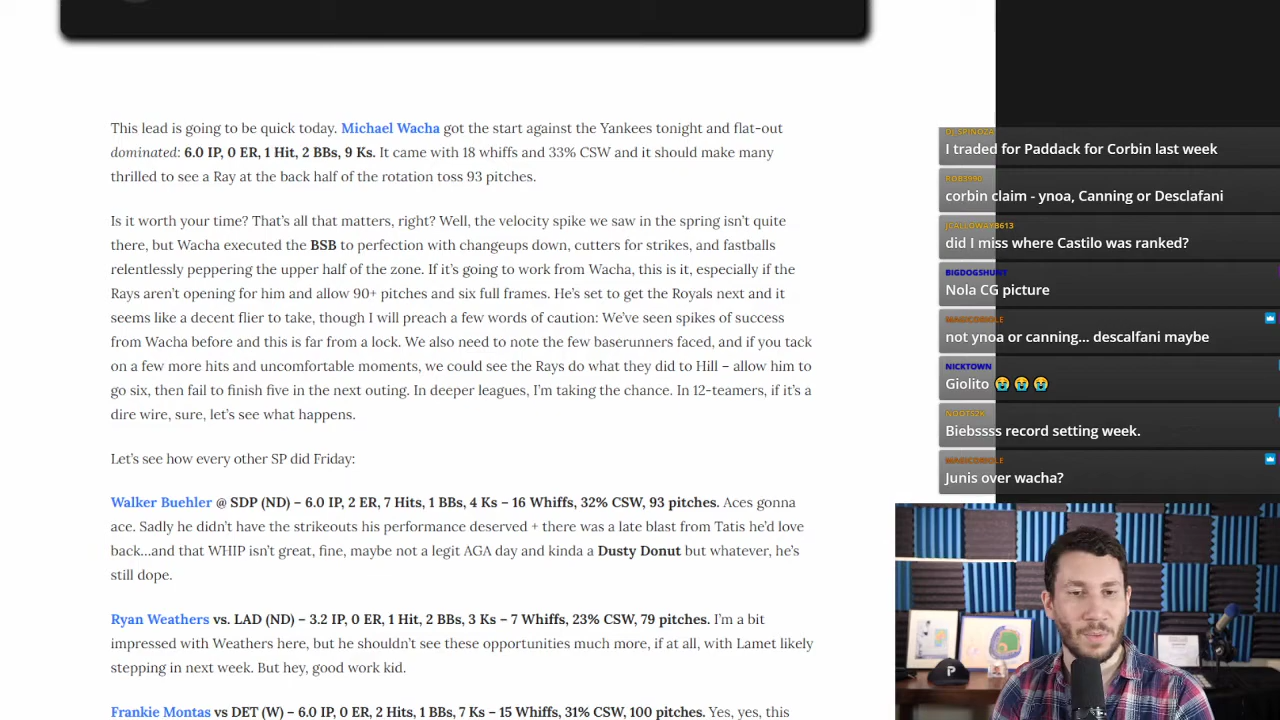 This lead is going to be quick today. Michael Wacha got the start against the Yankees tonight and flat-out
dominated: 6.0 IP, 0 ER, 1 Hit, 2 BBs, 9 Ks. It came with 18 whiffs and 33% CSW and it should make many
thrilled to see a Ray at the back half of the rotation toss 93 pitches.
Is it worth your time? That's all that matters, right? Well, the velocity spike we saw in the spring isn't quite
there, but Wacha executed the BSB to perfection with changeups down, cutters for strikes, and fastballs
relentlessly peppering the upper half of the zone. If it's going to work from Wacha, this is it, especially if the
Rays aren't opening for him and allow 90+ pitches and six full frames. He's set to get the Royals next and it
seems like a decent flier to take, though I will preach a few words of caution: We've seen spikes of success
from Wacha before and this is far from a lock. We also need to note the few baserunners faced, and if you tack
on a few more hits and uncomfortable moments, we could see the Rays do what they did to Hill – allow him to
go six, then fail to finish five in the next outing. In deeper leagues, I'm taking the chance. In 12-teamers, if it's a
dire wire, sure, let's see what happens.
Let's see how every other SP did Friday:
Walker Buehler @ SDP (ND) – 6.0 IP, 2 ER, 7 Hits, 1 BBs, 4 Ks – 16 Whiffs, 32% CSW, 93 pitches. Aces gonna
ace. Sadly he didn't have the strikeouts his performance deserved + there was a late blast from Tatis he'd love
back…and that WHIP isn't great, fine, maybe not a legit AGA day and kinda a Dusty Donut but whatever, he's
still dope.
Ryan Weathers vs. LAD (ND) – 3.2 IP, 0 ER, 1 Hit, 2 BBs, 3 Ks – 7 Whiffs, 23% CSW, 79 pitches. I'm a bit
impressed with Weathers here, but he shouldn't see these opportunities much more, if at all, with Lamet likely
stepping in next week. But hey, good work kid.
Frankie Montas vs DET (W) – 6.0 IP, 0 ER, 2 Hits, 1 BBs, 7 Ks – 15 Whiffs, 31% CSW, 100 pitches. Yes, yes, this
DJ_SPINOZA
I traded for Paddack for Corbin last week
ROB3990
corbin claim - ynoa, Canning or Desclafani
JCALLOWAY8613
did I miss where Castilo was ranked?
BIGDOGSHUNT
Nola CG picture
MAGICORIOLE
not ynoa or canning... descalfani maybe
NICKTOWN
Giolito 😭 😭 😭
NOOTS2K
Biebssss record setting week.
MAGICORIOLE
Junis over wacha?
P